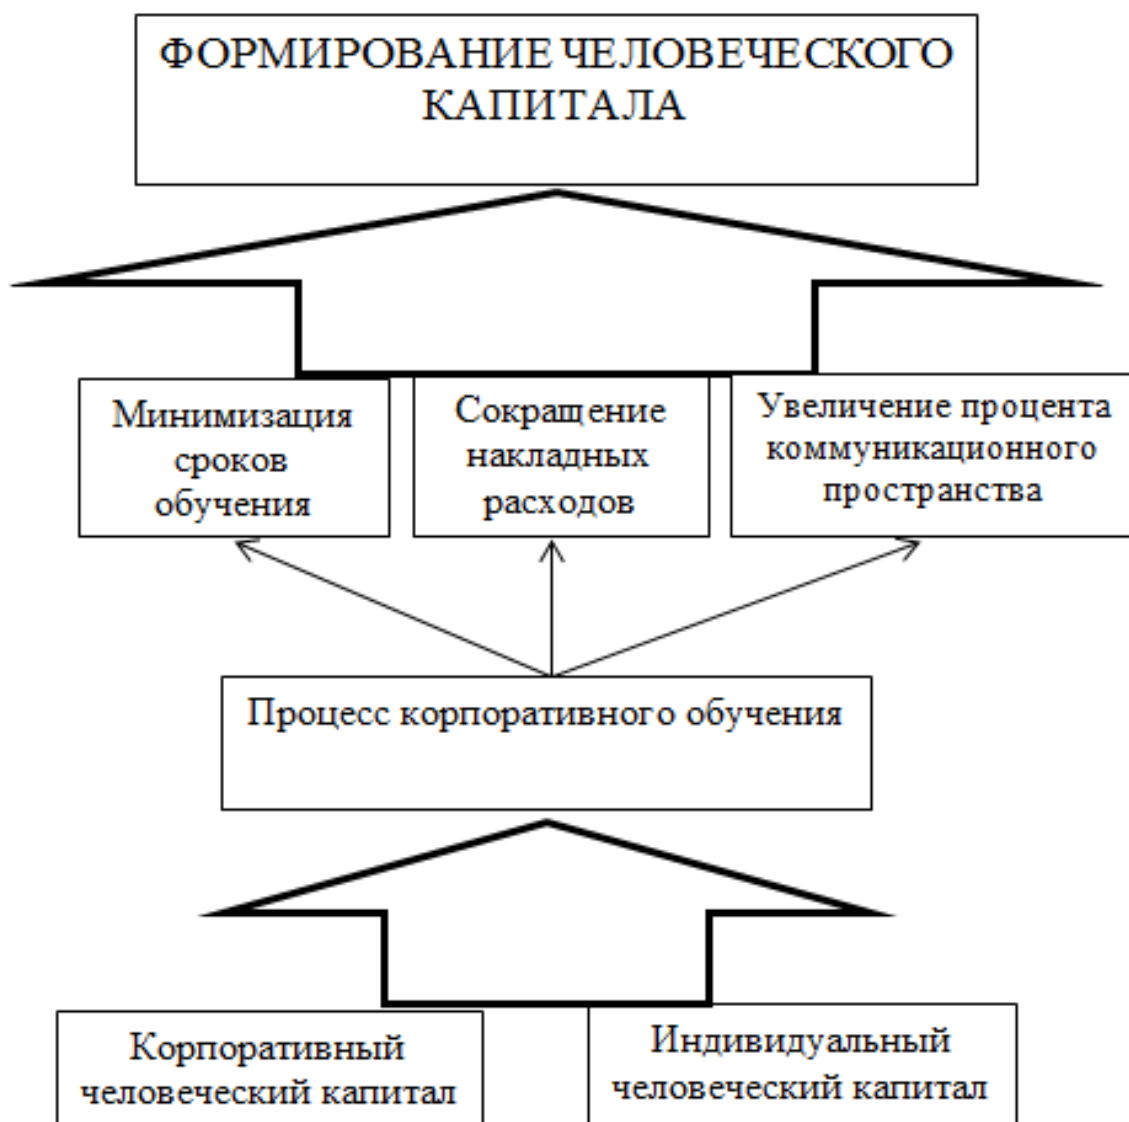 ФОРМИРОВАНИЕ ЧЕЛОВЕЧЕСКОГО
КАПИТАЛА
Минимизация
сроков
обучения
Сокращение
накладных
расходов
Увеличение процента
коммуникационного
пространства
Процесс корпоративного обучения
Корпоративный
человеческий капитал
Индивидуальный
человеческий капитал